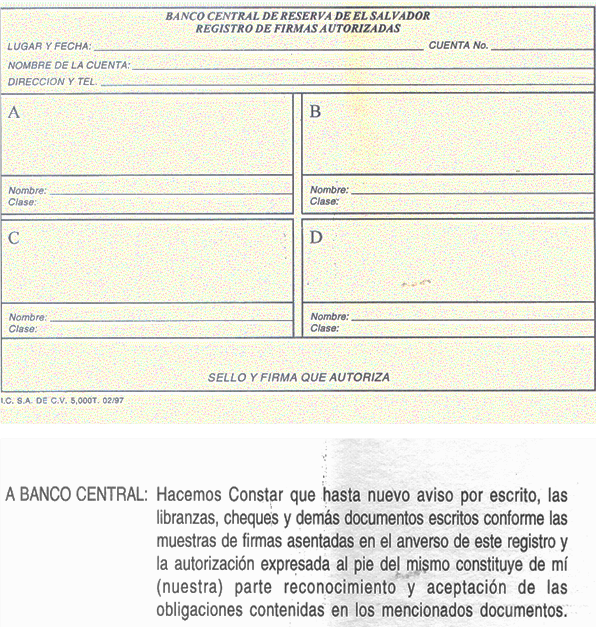 BANCO CENTRAL DE RESERVA DE EL SALVADOR
REGISTRO DE FIRMAS AUTORIZADAS
LUGAR Y FECHA: CUENTA No.
NOMBRE DE LA CUENTA:
DIRECCION Y TEL.
A B
Nombre: Nombre:
Clase: Clase:
C D
Nombre: Nombre:
Clase: Clase:
SELLO Y FIRMA QUE AUTORIZA
I.C. S.A. DE C.V. 5,000T. 02/97
A BANCO CENTRAL: Hacemos Constar que hasta nuevo aviso por escrito, las
libranzas, cheques y demás documentos escritos conforme las
muestras de firmas asentadas en el anverso de este registro y
la autorización expresada al pie del mismo constituye de mí
(nuestra) parte reconocimiento y aceptación de las
obligaciones contenidas en los mencionados documentos.